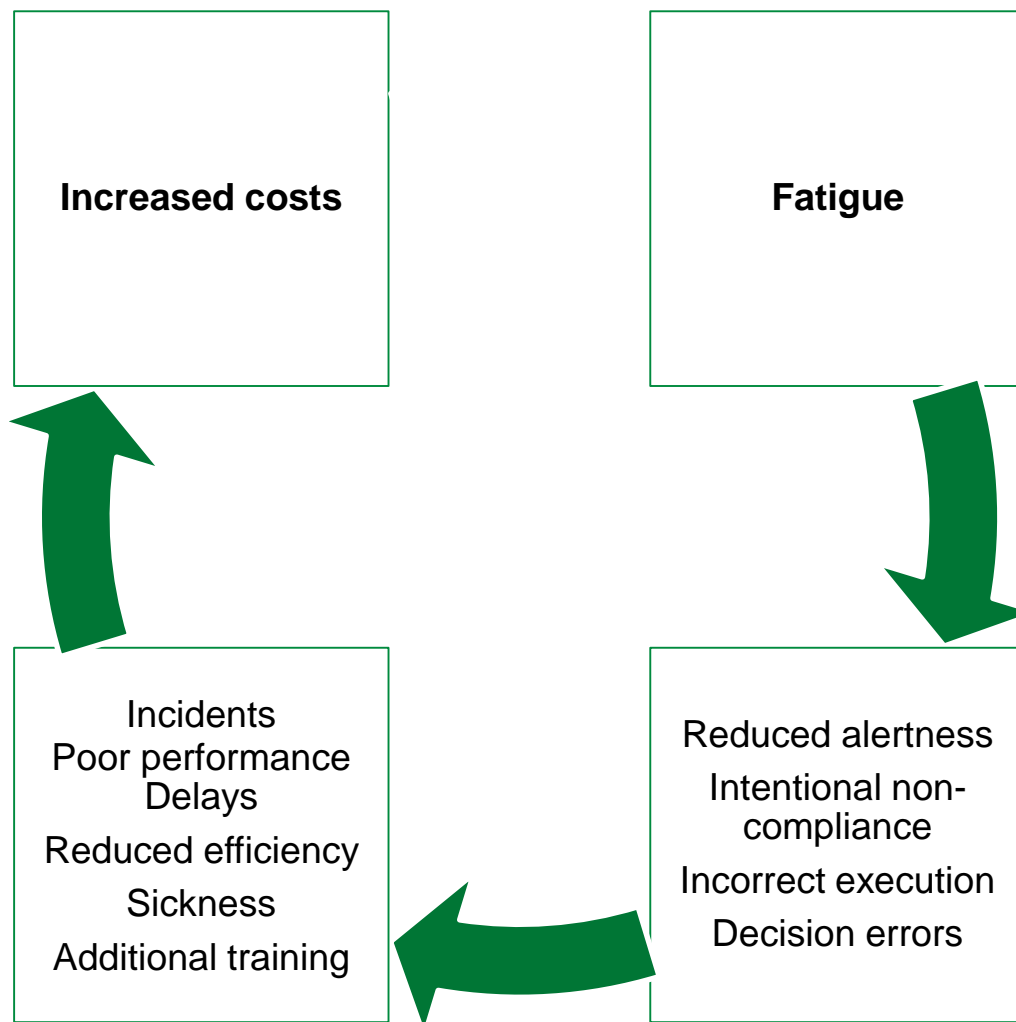 Increased costs
Fatigue
Incidents
Poor performance
Delays
Reduced efficiency
Sickness
Additional training
Reduced alertness
Intentional non-
compliance
Incorrect execution
Decision errors